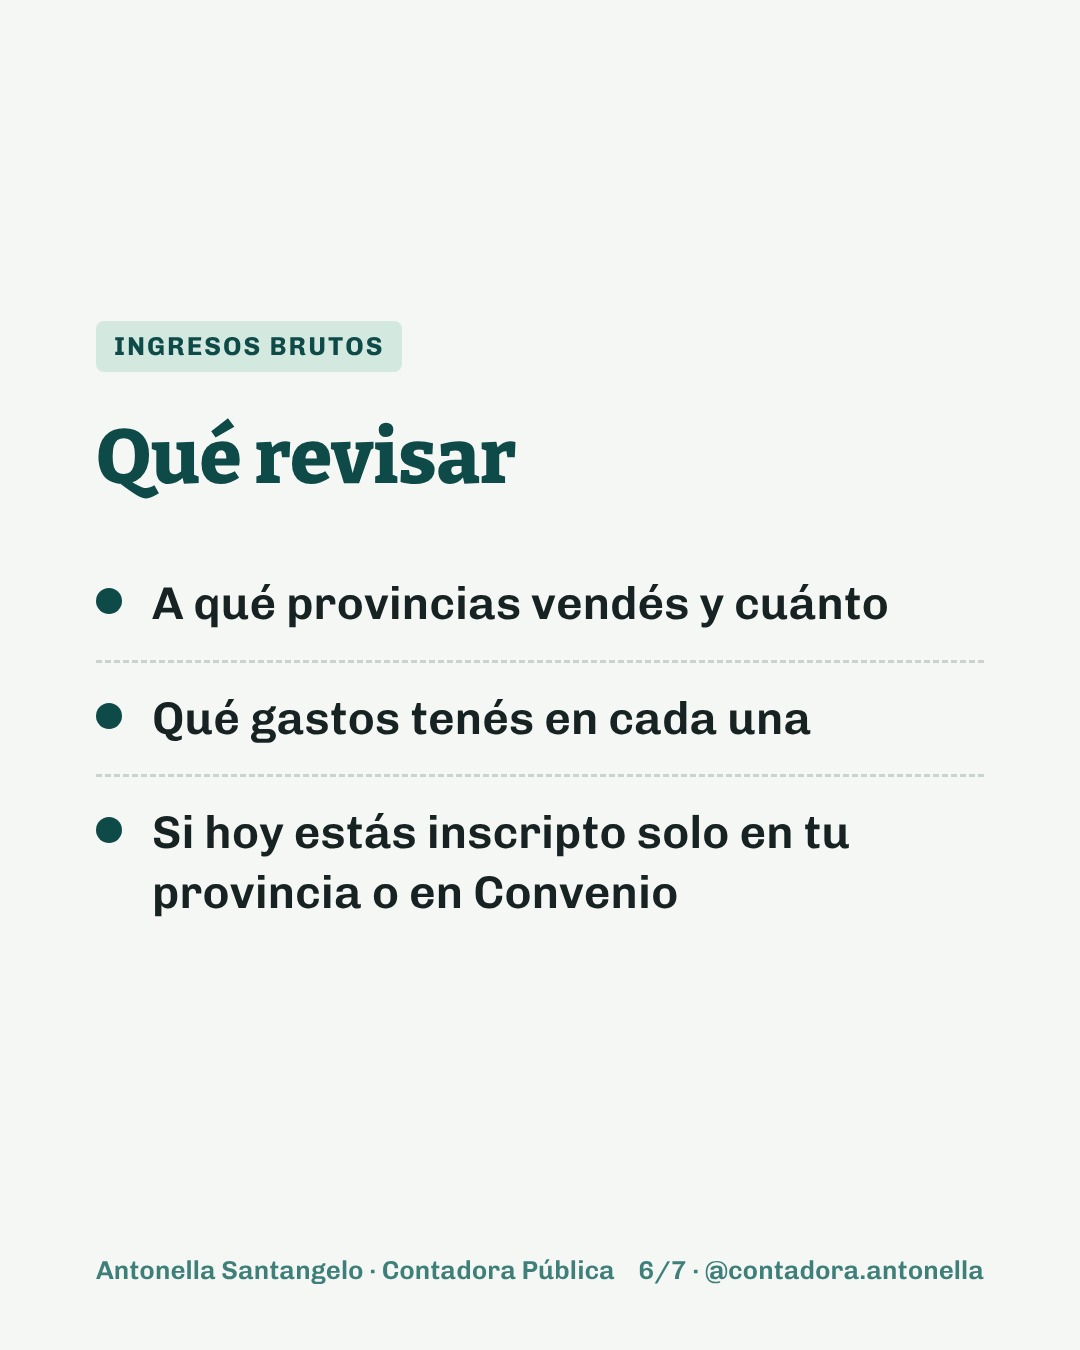 INGRESOS BRUTOS
Qué revisar
A qué provincias vendés y cuánto
Qué gastos tenés en cada una
Si hoy estás inscripto solo en tu
provincia o en Convenio
Antonella Santangelo · Contadora Pública 6/7 · @contadora.antonella